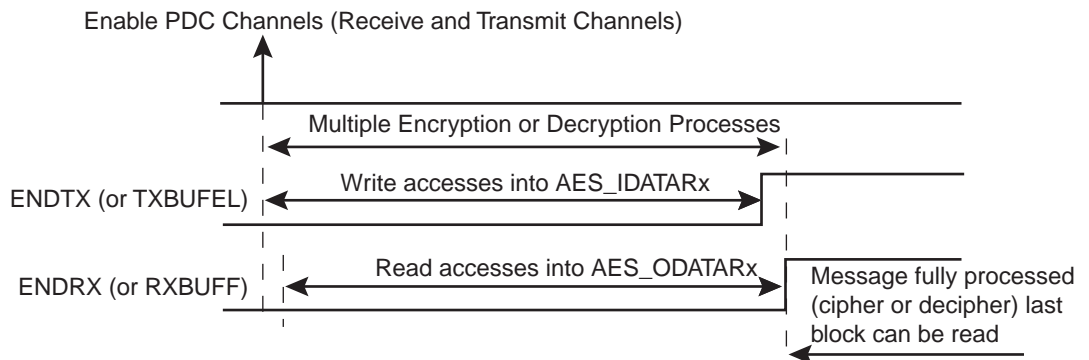 Enable PDC Channels (Receive and Transmit Channels)
Multiple Encryption or Decryption Processes
Write accesses into AES_IDATARx
ENDTX (or TXBUFEL)
Read accesses into AES_ODATARx
ENDRX (or RXBUFF)
Message fully processed
(cipher or decipher) last
block can be read